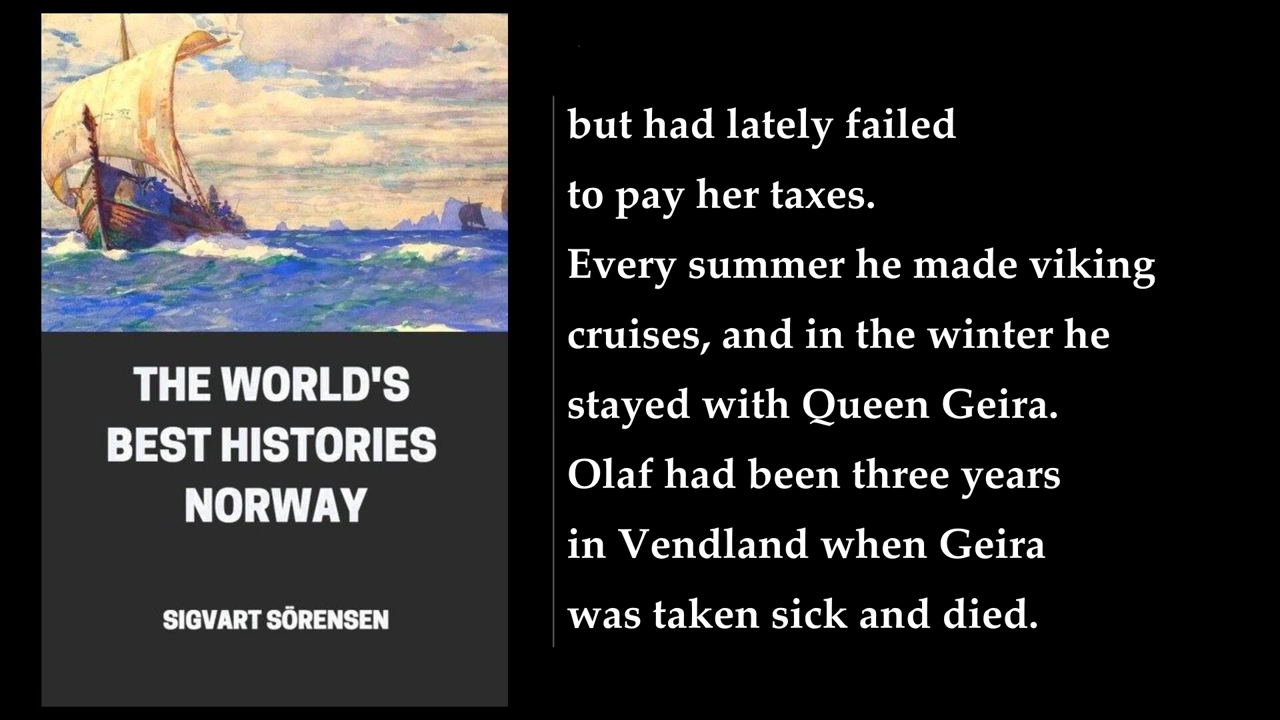 THE WORLD'S
BEST HISTORIES
NORWAY
SIGVART SÖRENSEN
but had lately failed
to pay her taxes.
Every summer he made viking
cruises, and in the winter he
stayed with Queen Geira.
Olaf had been three years
in Vendland when Geira
was taken sick and died.